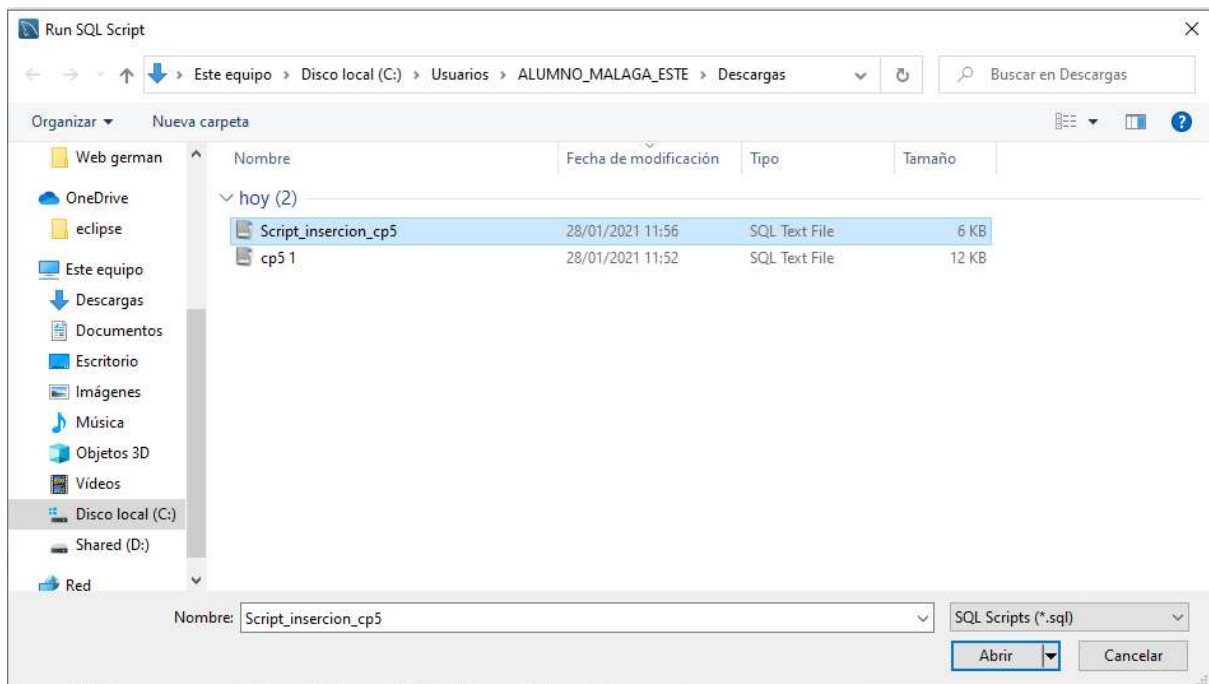 Run SQL Script
Este equipo > Disco local (C:) > Usuarios > ALUMNO_MALAGA_ESTE > Descargas
Buscar en Descargas
Organizar
Nueva carpeta
Web german
OneDrive
eclipse
Este equipo
Descargas
Documentos
Escritorio
Imágenes
Música
Objetos 3D
Vídeos
Disco local (C:)
Shared (D:)
Red
Nombre Fecha de modificación Tipo Tamaño
hoy (2)
Script_insercion_cp5 28/01/2021 11:56 SQL Text File 6 KB
cp5 1 28/01/2021 11:52 SQL Text File 12 KB
Nombre: Script_insercion_cp5
SQL Scripts (*.sql)
Abrir
Cancelar